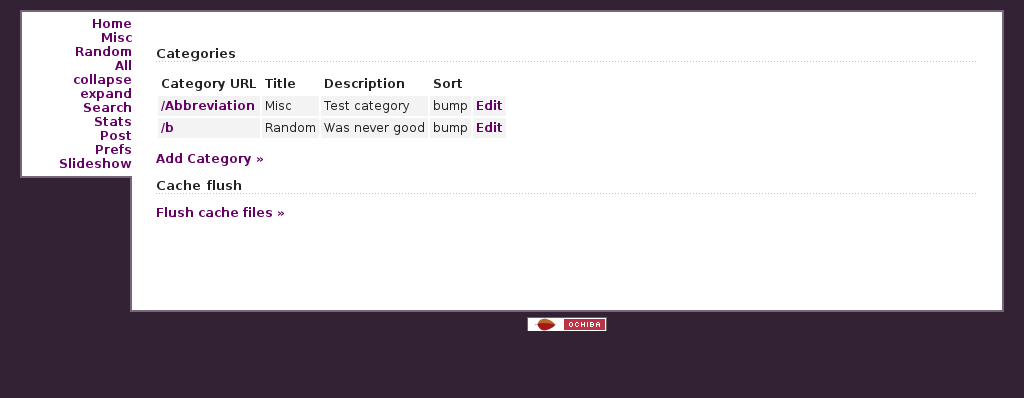 Home
Misc
Random
All
collapse
expand
Search
Stats
Post
Prefs
Slideshow
Categories
Category URL Title Description Sort
/Abbreviation Misc Test category bump Edit
/b Random Was never good bump Edit
Add Category »
Cache flush
Flush cache files »
OCHIBA